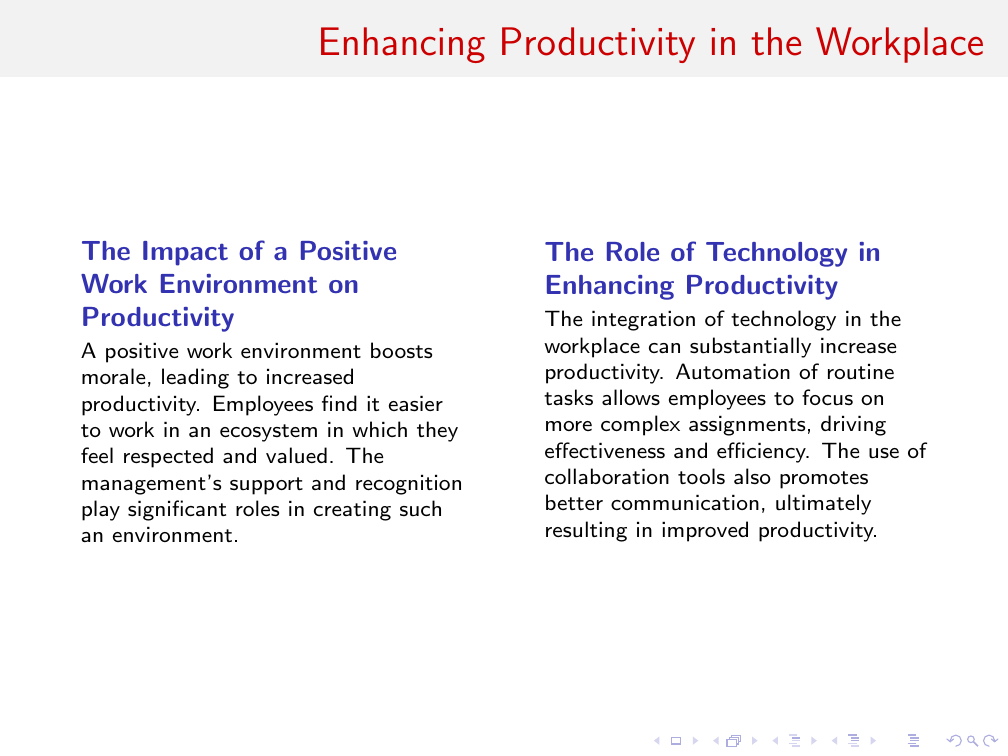 Enhancing Productivity in the Workplace
The Impact of a Positive
Work Environment on
Productivity
A positive work environment boosts
morale, leading to increased
productivity. Employees find it easier
to work in an ecosystem in which they
feel respected and valued. The
management's support and recognition
play significant roles in creating such
an environment.
The Role of Technology in
Enhancing Productivity
The integration of technology in the
workplace can substantially increase
productivity. Automation of routine
tasks allows employees to focus on
more complex assignments, driving
effectiveness and efficiency. The use of
collaboration tools also promotes
better communication, ultimately
resulting in improved productivity.